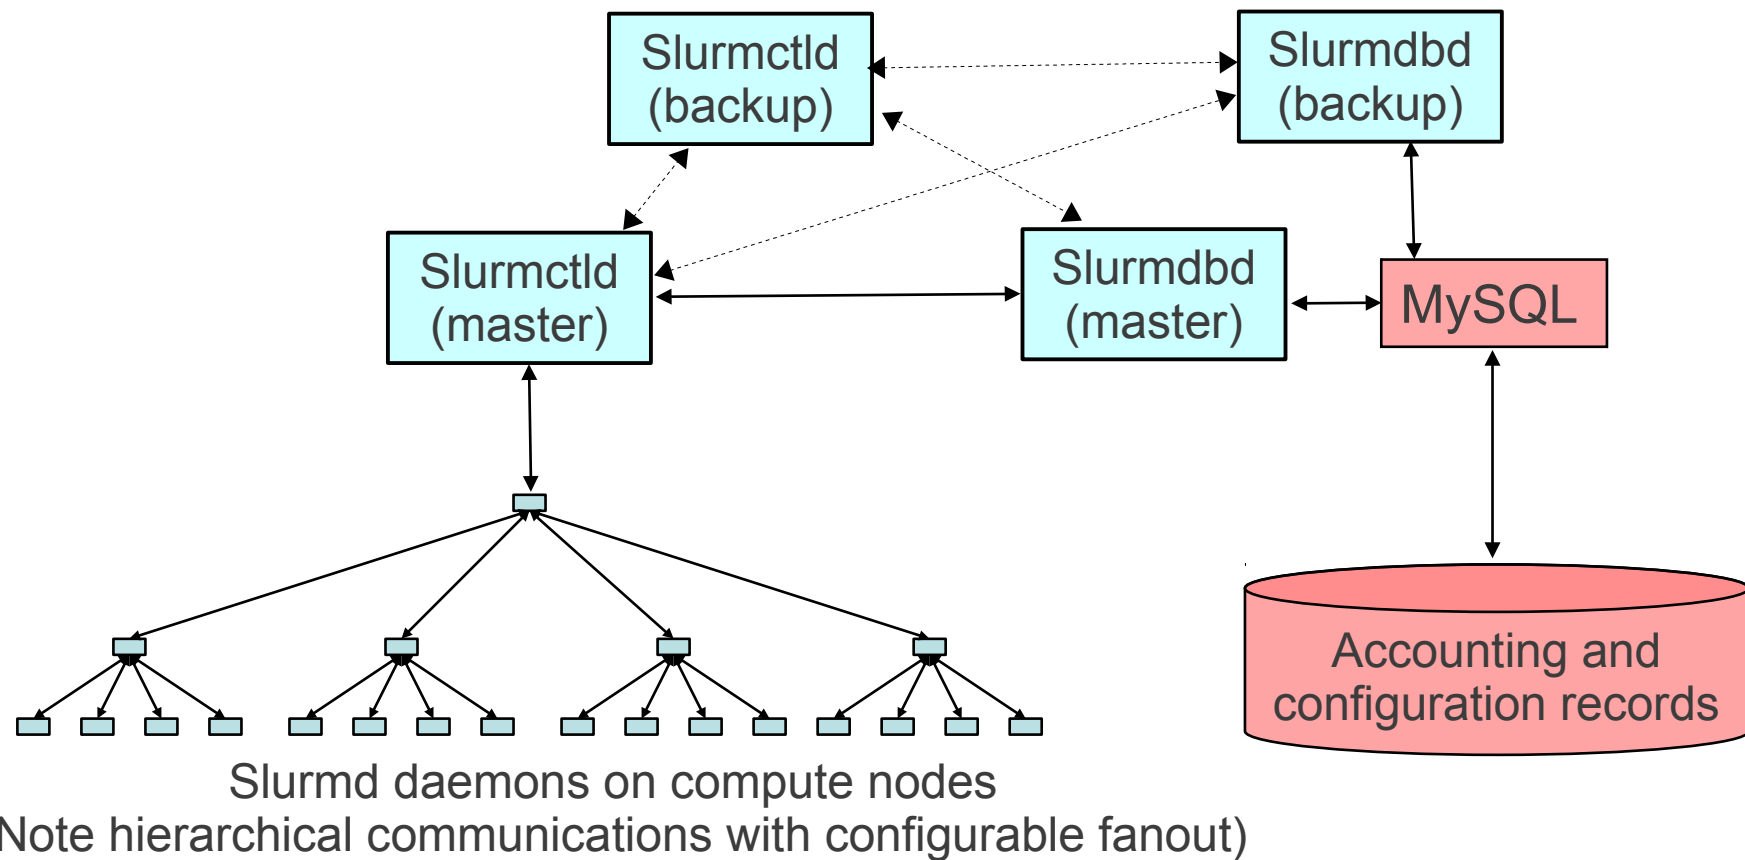 Slurmctld
(backup)
Slurmdbd
(backup)
Slurmctld
(master)
Slurmdbd
(master)
MySQL
Accounting and
configuration records
Slurmd daemons on compute nodes
Note hierarchical communications with configurable fanout)